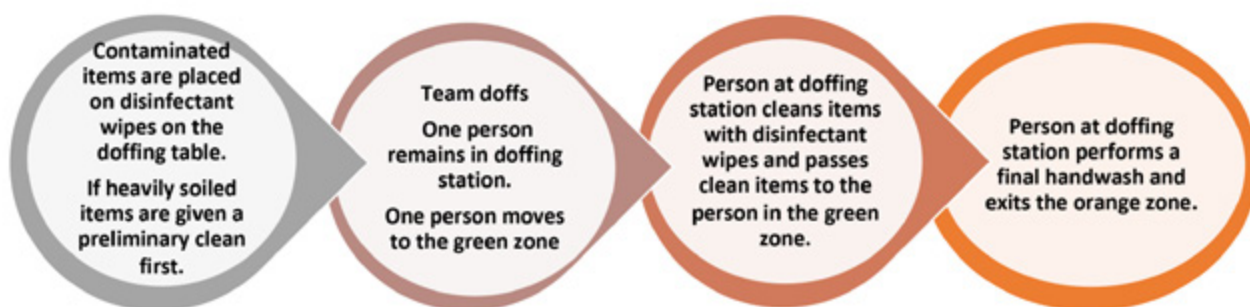 Contaminated
items are placed
on disinfectant
wipes on the
doffing table.
If heavily soiled
items are given a
preliminary clean
first.
Team doffs
One person
remains in doffing
station.
One person moves
to the green zone
Person at doffing
station cleans items
with disinfectant
wipes and passes
clean items to the
person in the green
zone.
Person at doffing
station performs a
final handwash and
exits the orange zone.